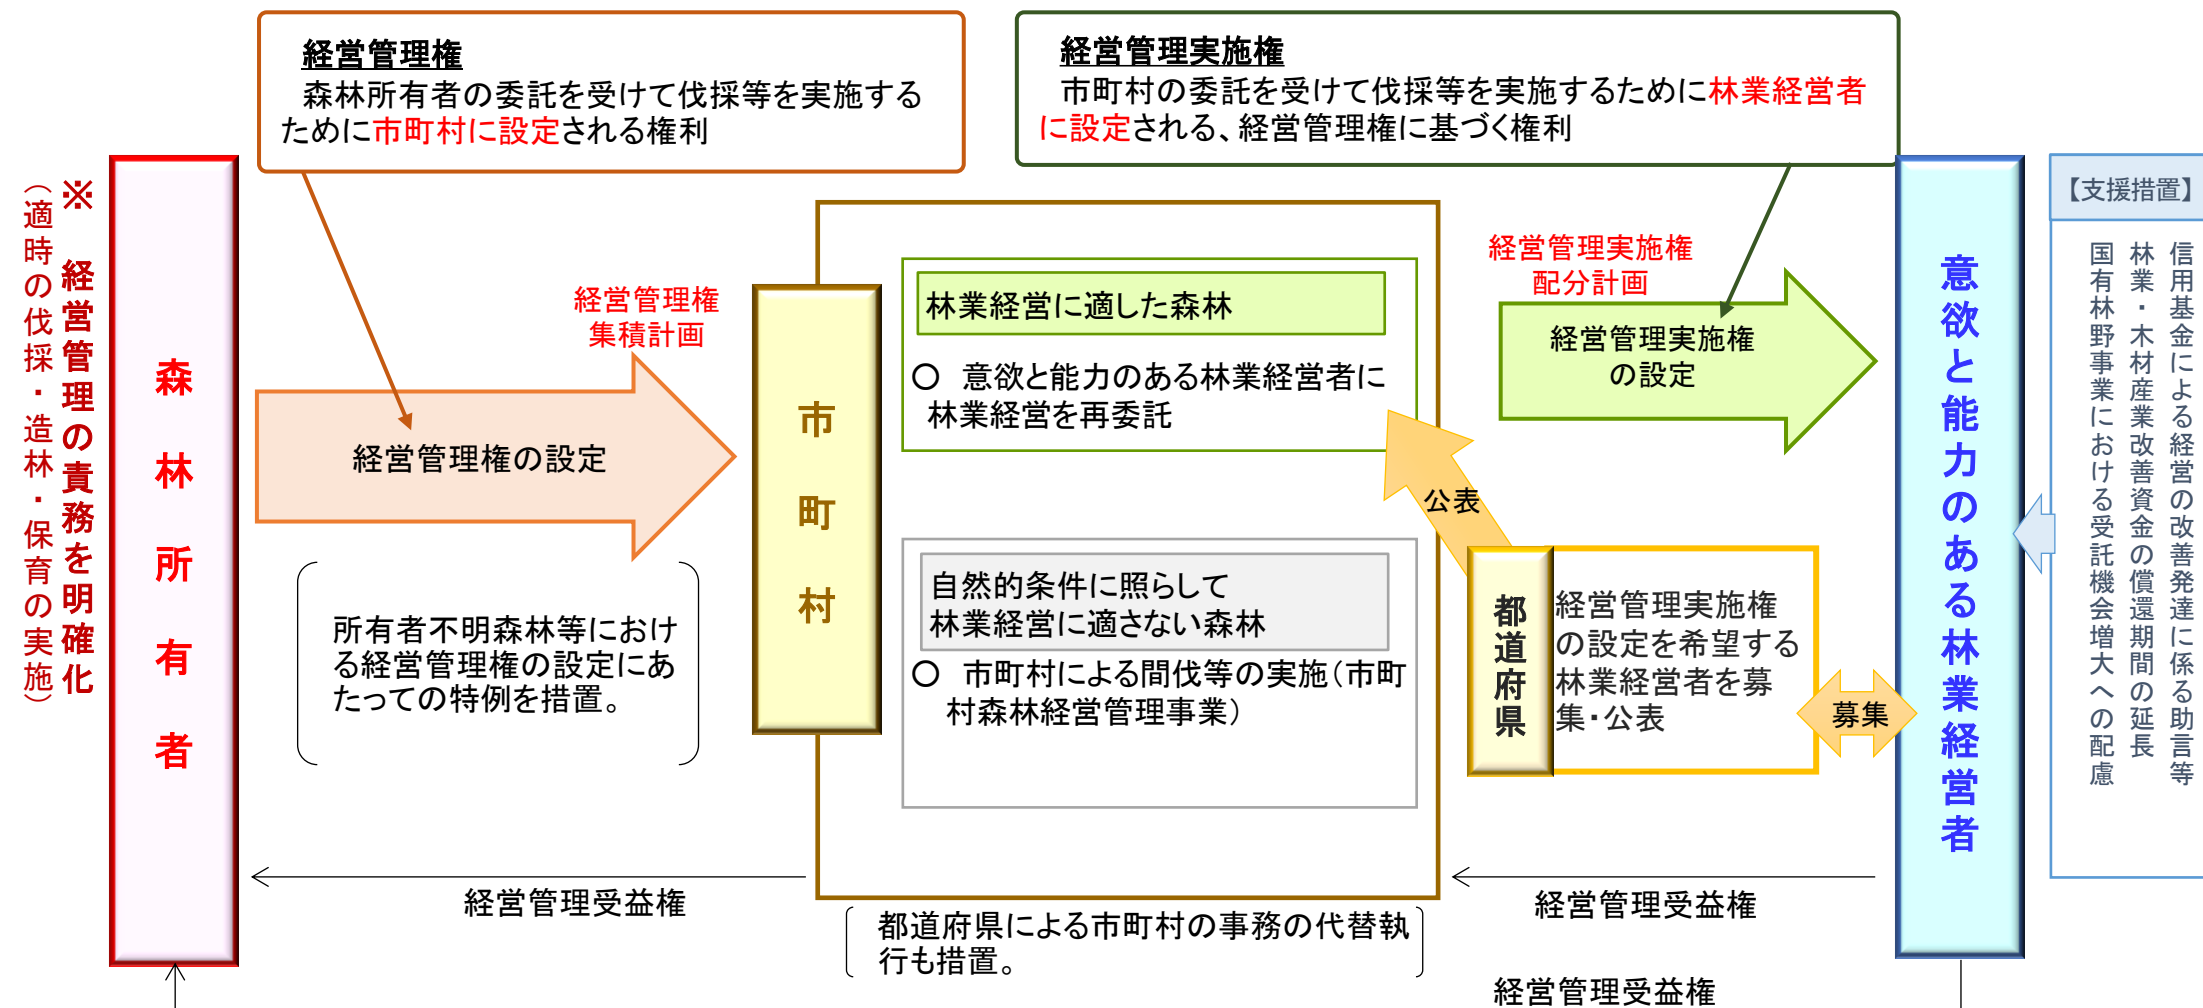 経営管理権
森林所有者の委託を受けて伐採等を実施する
ために市町村に設定される権利
経営管理実施権
市町村の委託を受けて伐採等を実施するために林業経営者
に設定される、経営管理権に基づく権利
※　経営管理の責務を明確化
（適時の伐採・造林・保育の実施）
森林所有者
経営管理権
集積計画
経営管理権の設定
所有者不明森林等におけ
る経営管理権の設定にあ
たっての特例を措置。
市町村
林業経営に適した森林
○　意欲と能力のある林業経営者に
林業経営を再委託
自然的条件に照らして
林業経営に適さない森林
○　市町村による間伐等の実施（市町
村森林経営管理事業）
経営管理実施権
配分計画
経営管理実施権
の設定
公表
都道府県
経営管理実施権
の設定を希望する
林業経営者を募
集・公表
募集
意欲と能力のある林業経営者
【支援措置】
信用基金による経営の改善発達に係る助言等
林業・木材産業改善資金の償還期間の延長
国有林野事業における受託機会増大への配慮
経営管理受益権
経営管理受益権
都道府県による市町村の事務の代替執
行も措置。
経営管理受益権